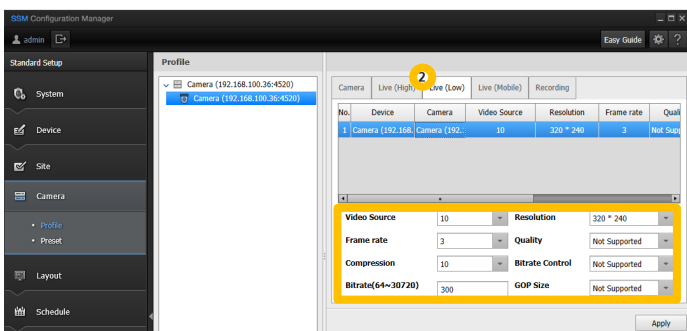 SSM Configuration Manager
admin
Easy Guide
?
Standard Setup
Profile
System
Device
Site
Camera
• Profile
• Preset
Layout
Schedule
Camera (192.168.100.36:4520)
Camera (192.168.100.36:4520)
2
Camera Live (High) Live (Low) Live (Mobile) Recording
No. Device Camera Video Source Resolution Frame rate Quali
1 Camera (192.168. Camera (192.: 10 320 * 240 3 Not Supp
Video Source 10 Resolution 320 * 240
Frame rate 3 Quality Not Supported
Compression 10 Bitrate Control Not Supported
Bitrate(64~30720) 300 GOP Size Not Supported
Apply